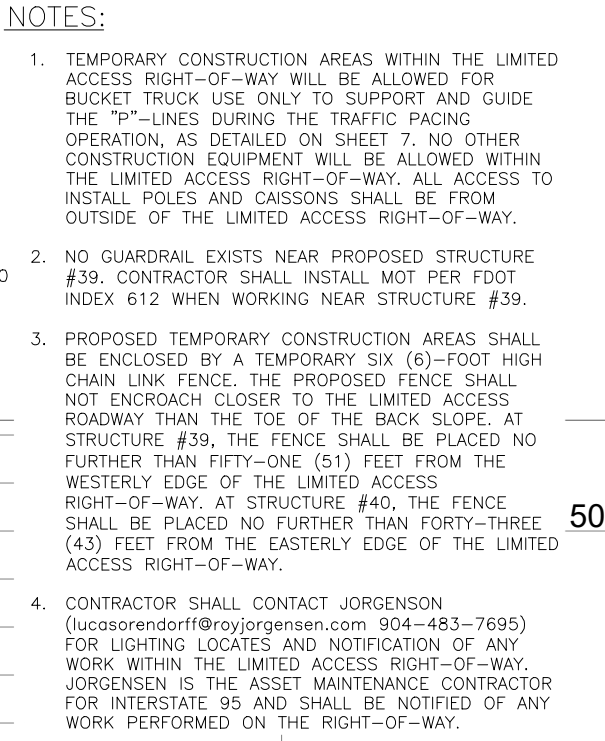 NOTES:
1. TEMPORARY CONSTRUCTION AREAS WITHIN THE LIMITED
ACCESS RIGHT-OF-WAY WILL BE ALLOWED FOR
BUCKET TRUCK USE ONLY TO SUPPORT AND GUIDE
THE "P"-LINES DURING THE TRAFFIC PACING
OPERATION, AS DETAILED ON SHEET 7. NO OTHER
CONSTRUCTION EQUIPMENT WILL BE ALLOWED WITHIN
THE LIMITED ACCESS RIGHT-OF-WAY. ALL ACCESS TO
INSTALL POLES AND CAISSONS SHALL BE FROM
OUTSIDE OF THE LIMITED ACCESS RIGHT-OF-WAY.
2. NO GUARDRAIL EXISTS NEAR PROPOSED STRUCTURE
#39. CONTRACTOR SHALL INSTALL MOT PER FDOT
INDEX 612 WHEN WORKING NEAR STRUCTURE #39.
0
3. PROPOSED TEMPORARY CONSTRUCTION AREAS SHALL
BE ENCLOSED BY A TEMPORARY SIX (6)-FOOT HIGH
CHAIN LINK FENCE. THE PROPOSED FENCE SHALL
NOT ENCROACH CLOSER TO THE LIMITED ACCESS
ROADWAY THAN THE TOE OF THE BACK SLOPE. AT
STRUCTURE #39, THE FENCE SHALL BE PLACED NO
FURTHER THAN FIFTY-ONE (51) FEET FROM THE
WESTERLY EDGE OF THE LIMITED ACCESS
RIGHT-OF-WAY. AT STRUCTURE #40, THE FENCE
SHALL BE PLACED NO FURTHER THAN FORTY-THREE
(43) FEET FROM THE EASTERLY EDGE OF THE LIMITED
ACCESS RIGHT-OF-WAY.
50
4. CONTRACTOR SHALL CONTACT JORGENSON
(lucasorendorff@royjorgensen.com 904-483-7695)
FOR LIGHTING LOCATES AND NOTIFICATION OF ANY
WORK WITHIN THE LIMITED ACCESS RIGHT-OF-WAY.
JORGENSEN IS THE ASSET MAINTENANCE CONTRACTOR
FOR INTERSTATE 95 AND SHALL BE NOTIFIED OF ANY
WORK PERFORMED ON THE RIGHT-OF-WAY.